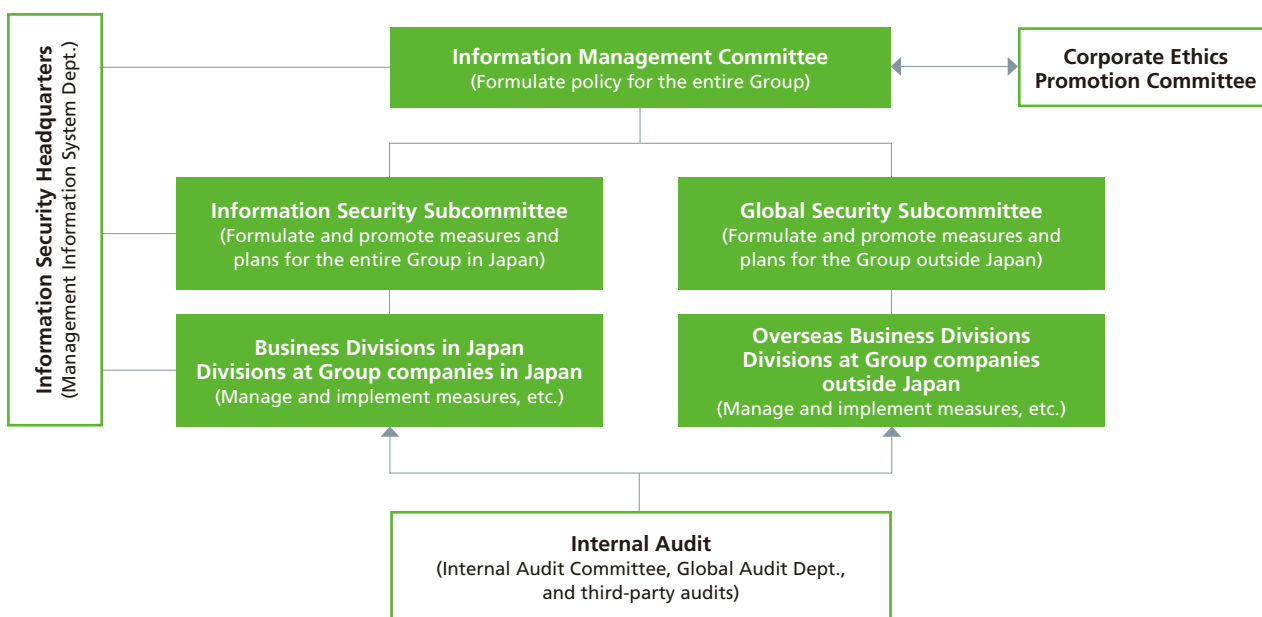 Information Security Headquarters
(Management Information System Dept.)
Information Management Committee
(Formulate policy for the entire Group)
Corporate Ethics
Promotion Committee
Information Security Subcommittee
(Formulate and promote measures and
plans for the entire Group in Japan)
Global Security Subcommittee
(Formulate and promote measures and
plans for the Group outside Japan)
Business Divisions in Japan
Divisions at Group companies in Japan
(Manage and implement measures, etc.)
Overseas Business Divisions
Divisions at Group companies
outside Japan
(Manage and implement measures, etc.)
Internal Audit
(Internal Audit Committee, Global Audit Dept.,
and third-party audits)